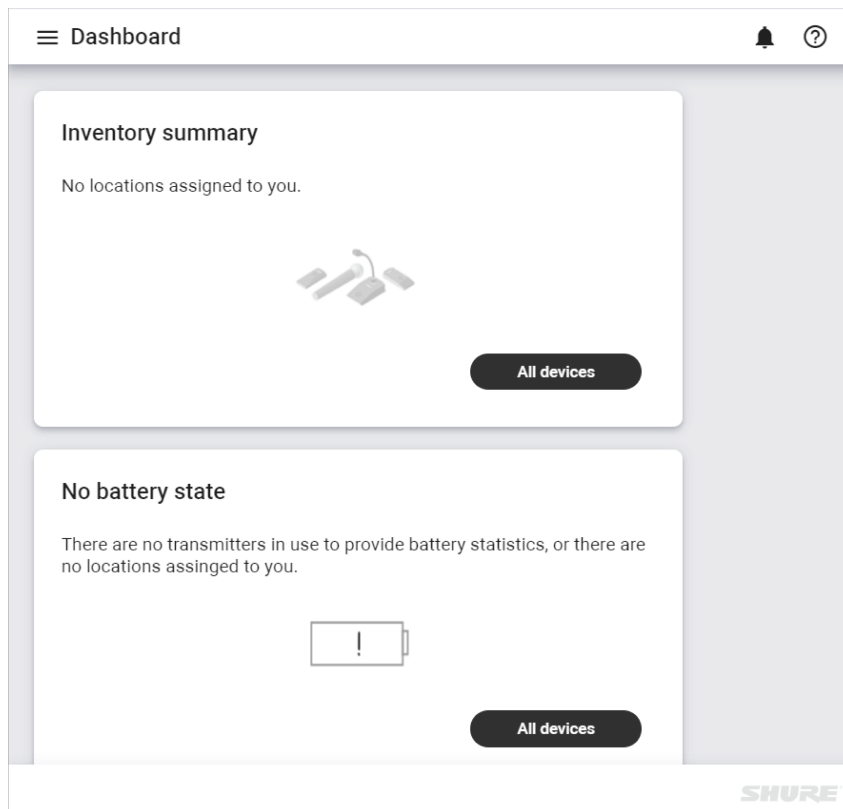 Dashboard
Inventory summary
No locations assigned to you.
All devices
No battery state
There are no transmitters in use to provide battery statistics, or there are
no locations assinged to you.
!
All devices
SHURE